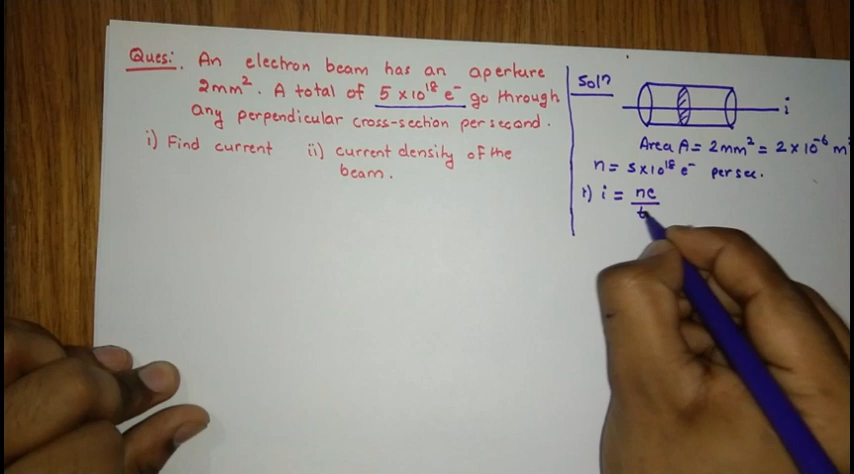 Ques:. An electron beam has an aperture
2mm². A total of 5×10¹⁸ e⁻ go through
any perpendicular cross-section per second.
i) Find current ii) current density of the
beam.
Solⁿ
i
Area A = 2mm² = 2 × 10⁻⁶ m²
n = 5×10¹⁸ e⁻ per sec.
i) i = ne/t